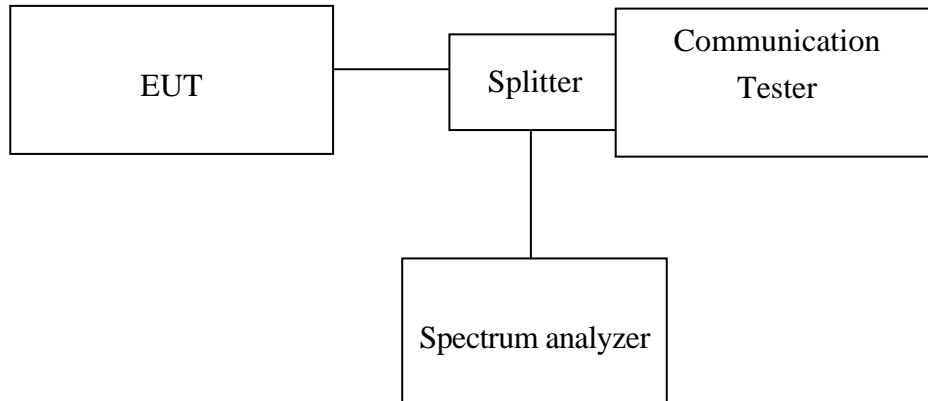 EUT
Splitter
Communication
Tester
Spectrum analyzer